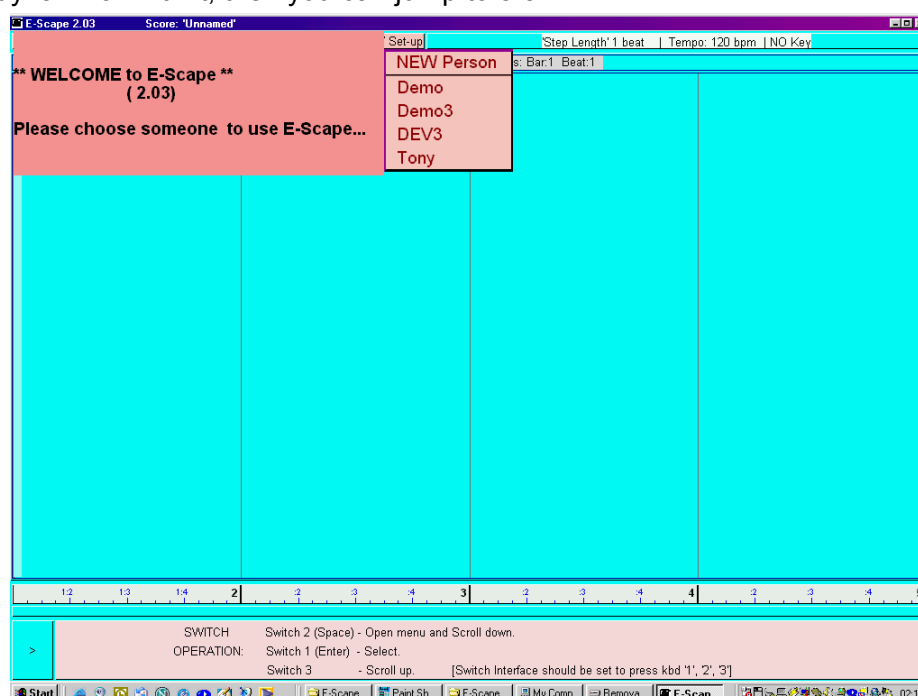 E-Scape 2.03 Score: 'Unnamed'
' Set-up 'Step Length' 1 beat | Tempo: 120 bpm | NO Key
s: Bar:1 Beat:1
** WELCOME to E-Scape **
( 2.03)
Please choose someone to use E-Scape...
NEW Person
Demo
Demo3
DEV3
Tony
1:2 1:3 1:4 2 :2 :3 :4 3 :2 :3 :4 4 :2 :3 :4
SWITCH OPERATION:
Switch 2 (Space) - Open menu and Scroll down.
> Switch 1 (Enter) - Select.
Switch 3 - Scroll up. [Switch Interface should be set to press kbd '1', '2', '3']
Start E-Scape Paint Sh E-Scape My Comp Remova E-Scap